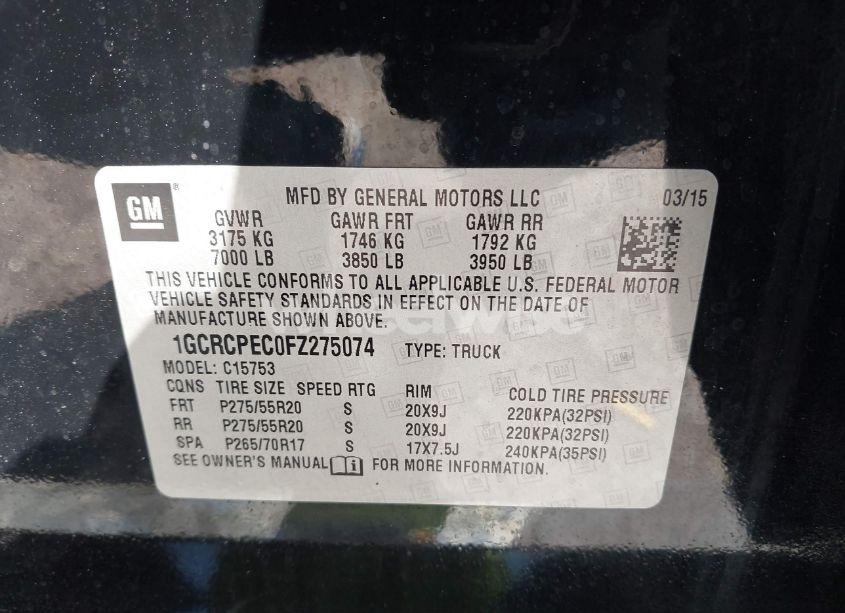 GM
MFD BY GENERAL MOTORS LLC 03/15
GVWR GAWR FRT GAWR RR
3175 KG 1746 KG 1792 KG
7000 LB 3850 LB 3950 LB
THIS VEHICLE CONFORMS TO ALL APPLICABLE U.S. FEDERAL MOTOR
VEHICLE SAFETY STANDARDS IN EFFECT ON THE DATE OF
MANUFACTURE SHOWN ABOVE.
1GCRCPEC0FZ275074 TYPE: TRUCK
MODEL: C15753
CQNS TIRE SIZE SPEED RTG RIM COLD TIRE PRESSURE
FRT P275/55R20 S 20X9J 220KPA(32PSI)
RR P275/55R20 S 20X9J 220KPA(32PSI)
SPA P265/70R17 S 17X7.5J 240KPA(35PSI)
SEE OWNER'S MANUAL FOR MORE INFORMATION.